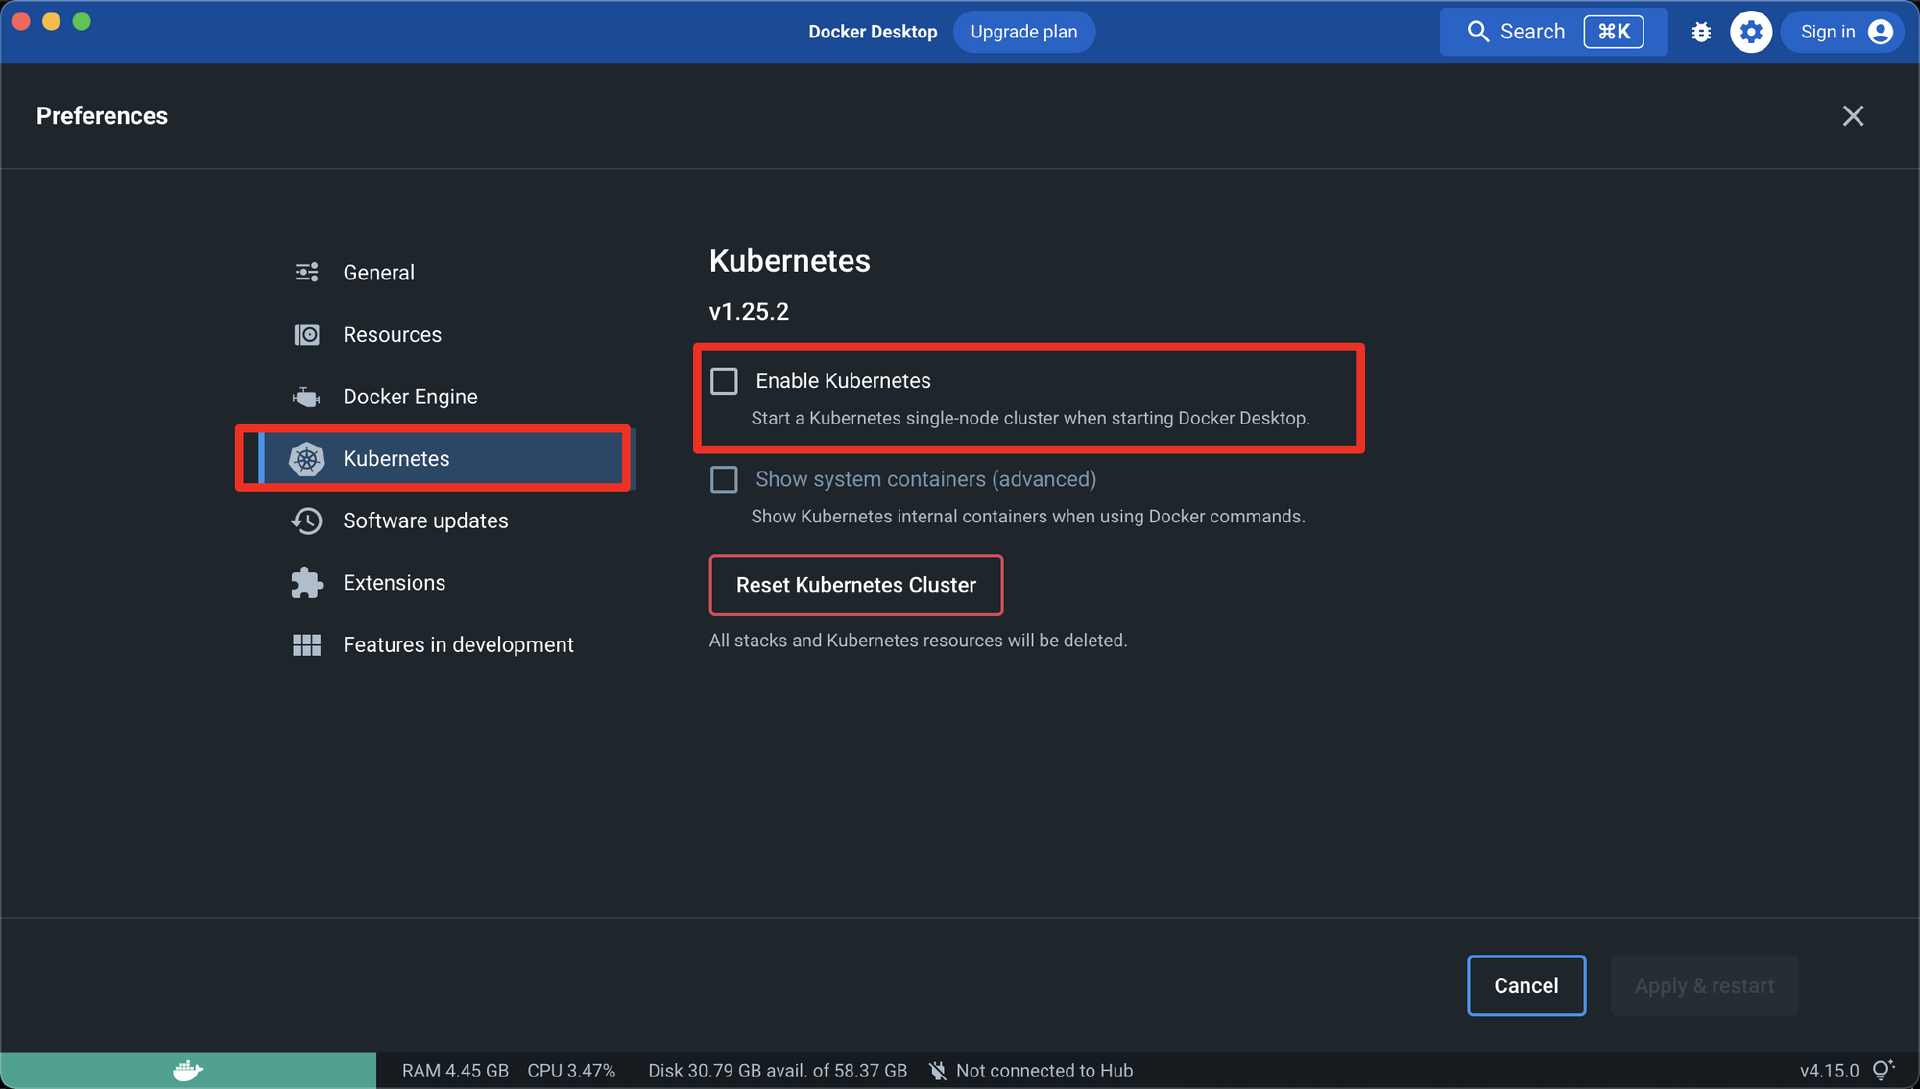 Docker Desktop
Upgrade plan
Search
⌘K
Sign in
Preferences
General
Resources
Docker Engine
Kubernetes
Software updates
Extensions
Features in development
Kubernetes
v1.25.2
Enable Kubernetes
Start a Kubernetes single-node cluster when starting Docker Desktop.
Show system containers (advanced)
Show Kubernetes internal containers when using Docker commands.
Reset Kubernetes Cluster
All stacks and Kubernetes resources will be deleted.
Cancel
Apply & restart
RAM 4.45 GB CPU 3.47% Disk 30.79 GB avail. of 58.37 GB Not connected to Hub v4.15.0